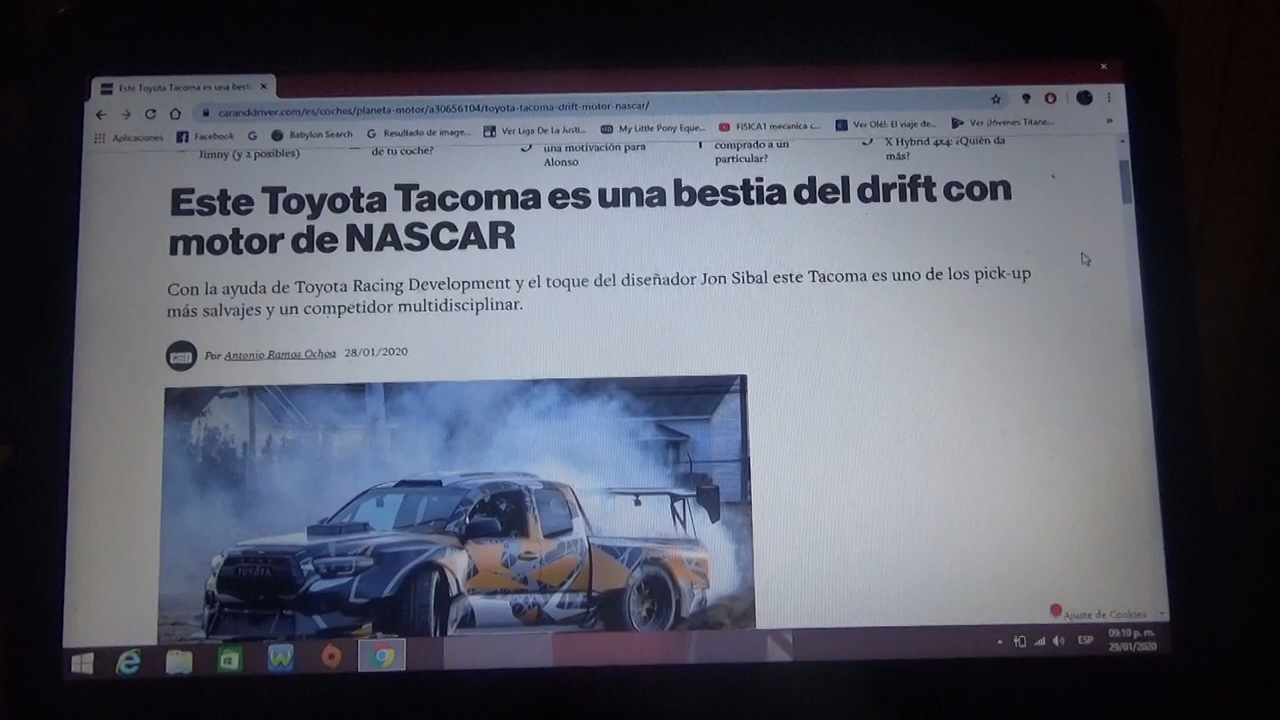 Este Toyota Tacoma es una besti
caranddriver.com/es/coches/planeta-motor/a30656104/toyota-tacoma-drift-motor-nascar/
Aplicaciones Facebook Babylon Search Resultado de image... Ver Liga De La Justi... My Little Pony Eque... FÍSICA1 mecanica c... Ver Olé!: El viaje de... Ver ¡Jóvenes Titane...
Jimny (y 2 posibles) de tu coche? una motivación para Alonso comprado a un particular? X Hybrid 4x4: ¿Quién da más?
Este Toyota Tacoma es una bestia del drift con
motor de NASCAR
Con la ayuda de Toyota Racing Development y el toque del diseñador Jon Sibal este Tacoma es uno de los pick-up
más salvajes y un competidor multidisciplinar.
Por Antonio Ramos Ochoa 28/01/2020
TOYOTA
Ajuste de Cookies
ESP 09:10 p. m.
29/01/2020